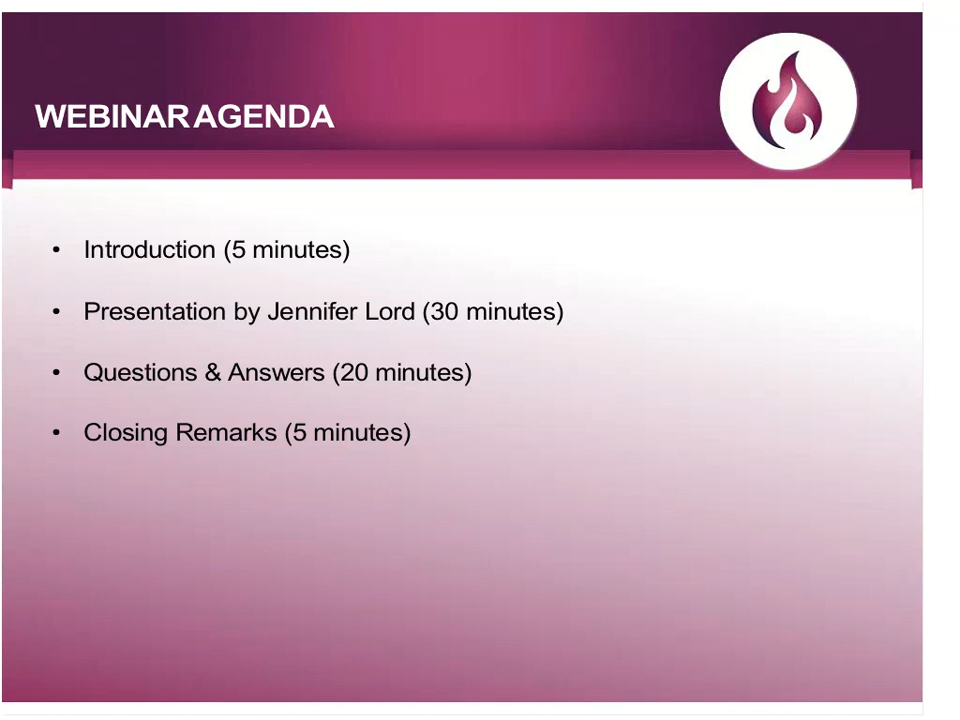 WEBINAR AGENDA
• Introduction (5 minutes)
• Presentation by Jennifer Lord (30 minutes)
• Questions & Answers (20 minutes)
• Closing Remarks (5 minutes)